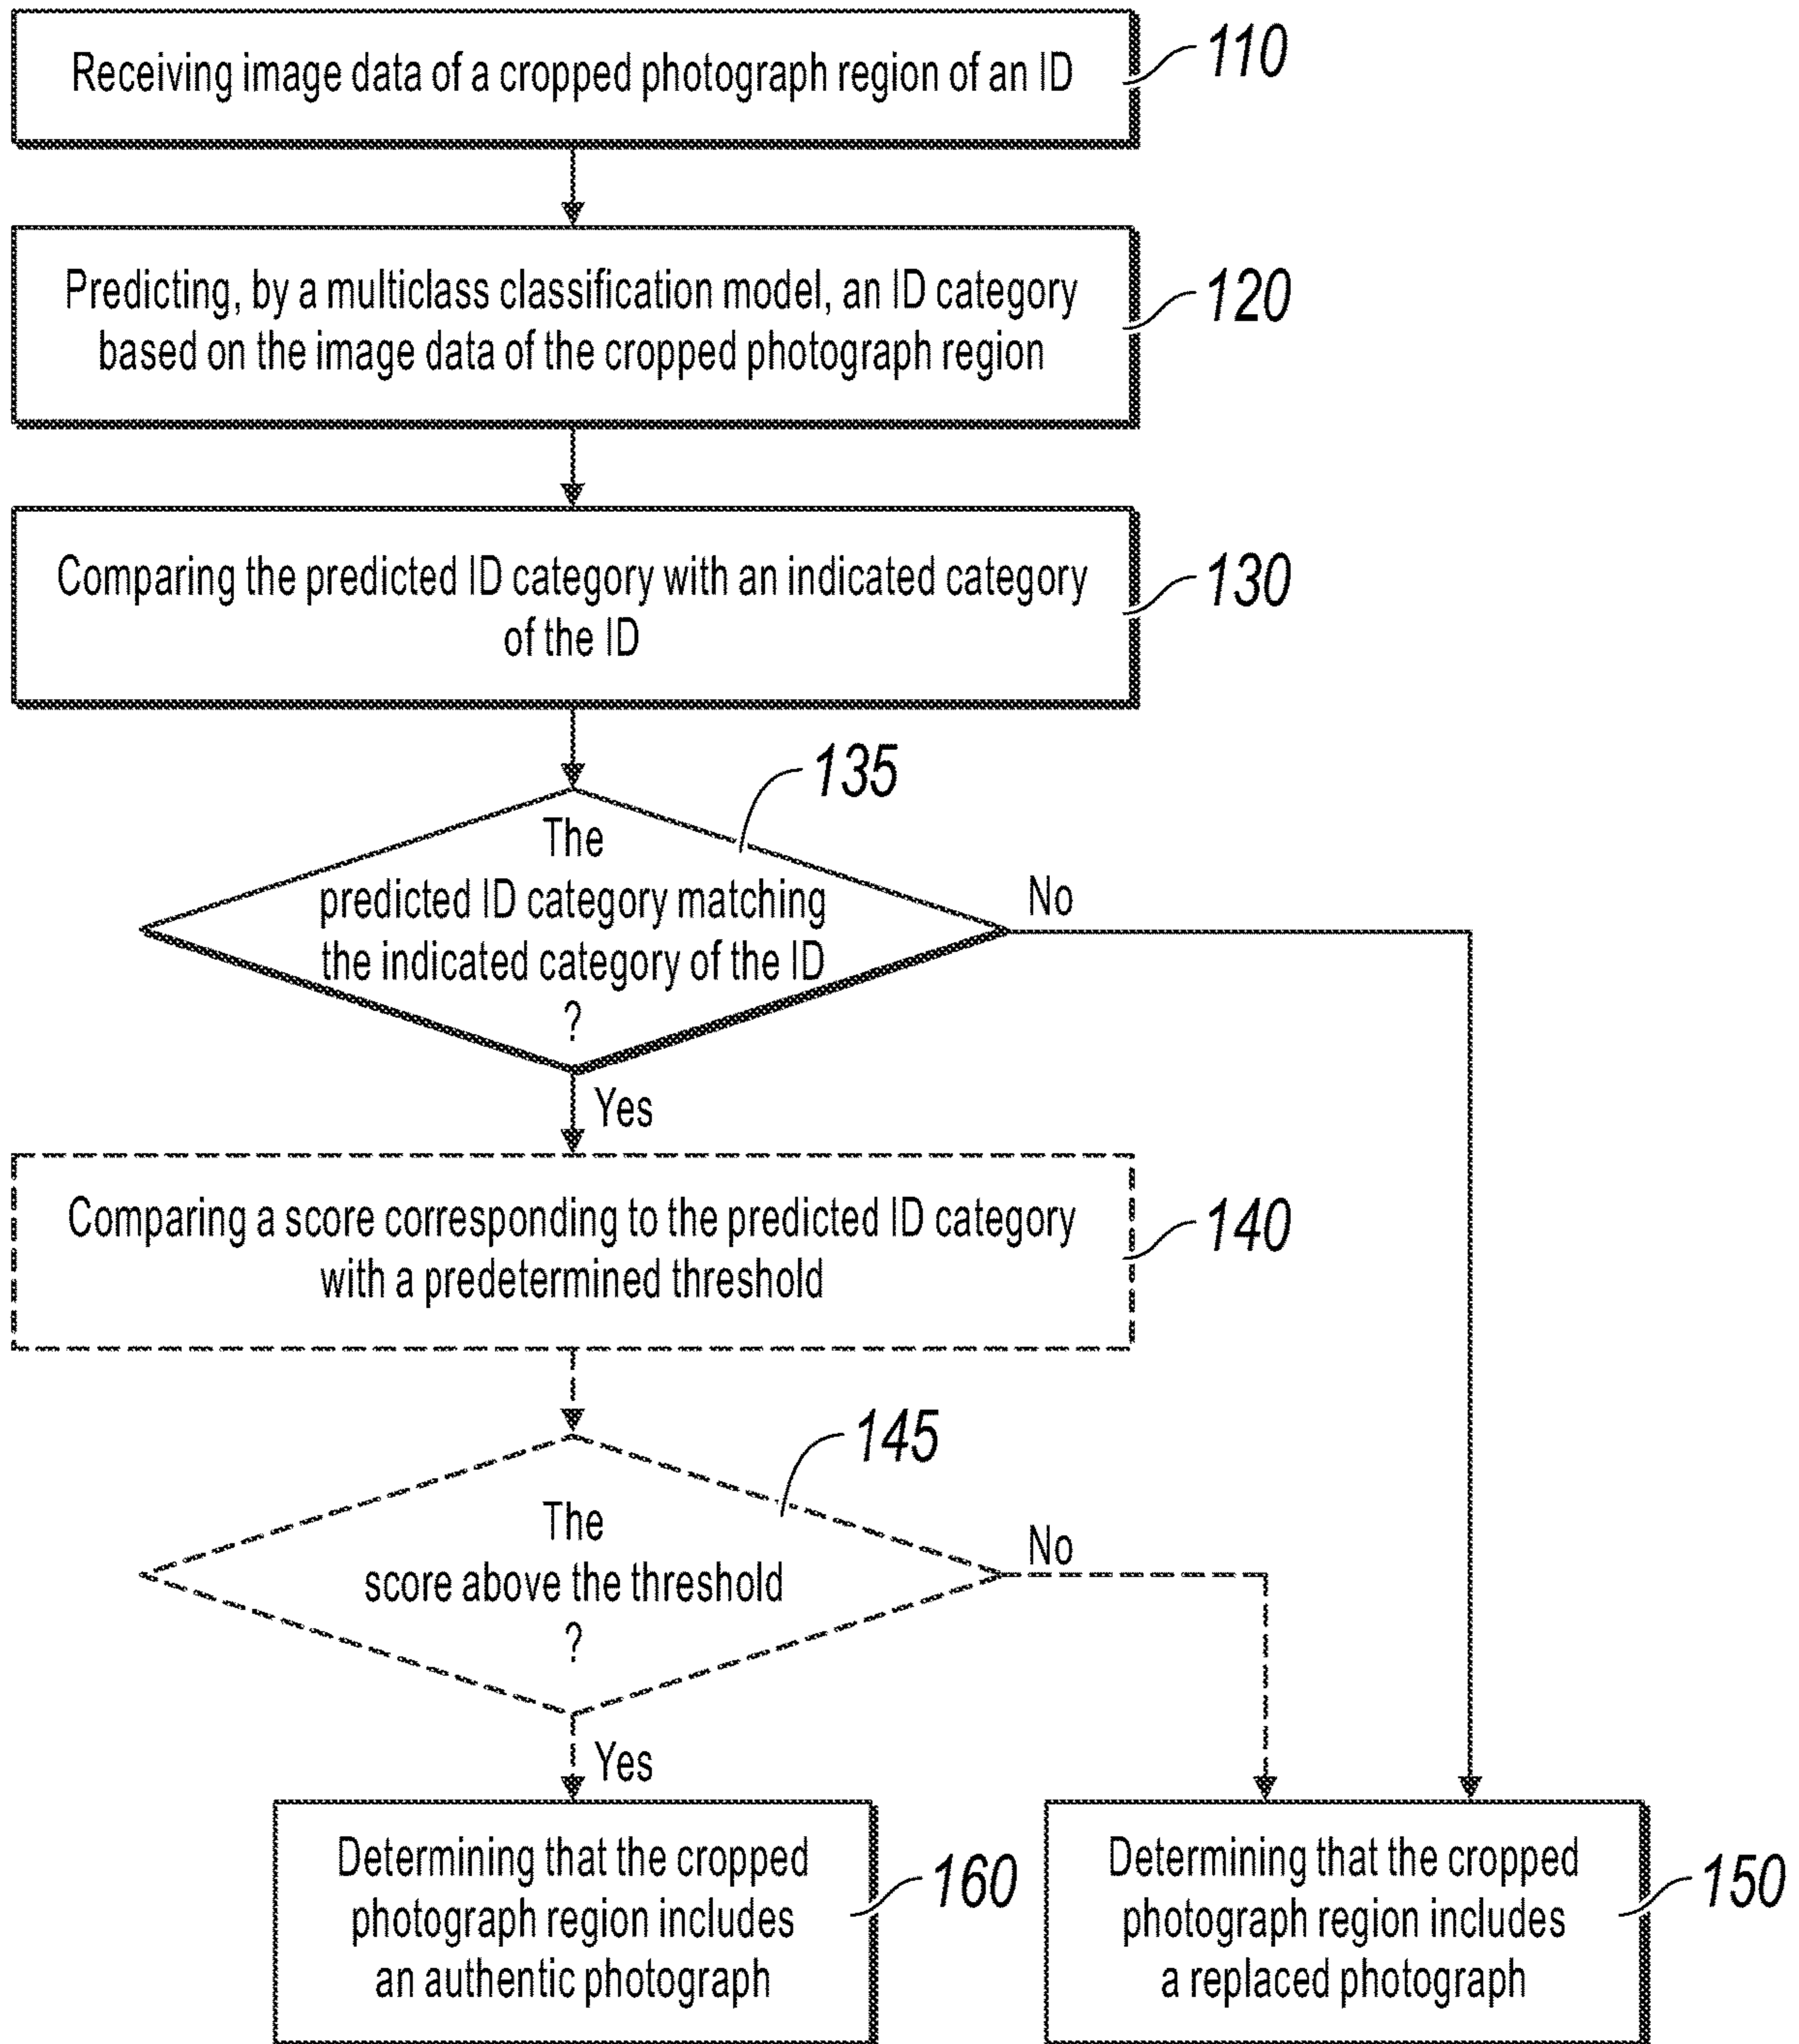 Receiving image data of a cropped photograph region of an ID
110
Predicting, by a multiclass classification model, an ID category
based on the image data of the cropped photograph region
120
Comparing the predicted ID category with an indicated category
of the ID
130
135
The
predicted ID category matching
the indicated category of the ID
?
No
Yes
Comparing a score corresponding to the predicted ID category
with a predetermined threshold
140
145
The
score above the threshold
?
No
Yes
Determining that the cropped
photograph region includes
an authentic photograph
160
Determining that the cropped
photograph region includes
a replaced photograph
150